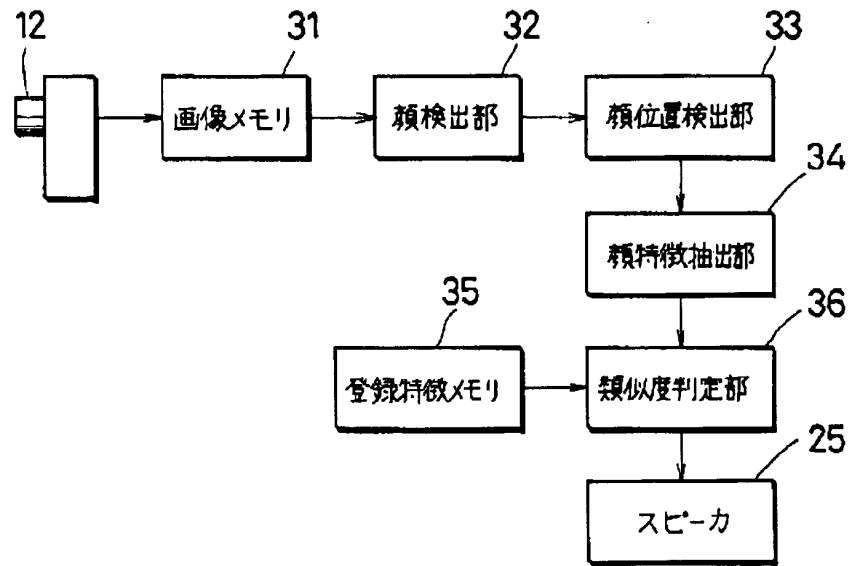 12
31
32
33
画像メモリ
顔検出部
顔位置検出部
34
顔特徴抽出部
35
36
登録特徴メモリ
類似度判定部
25
スピーカ